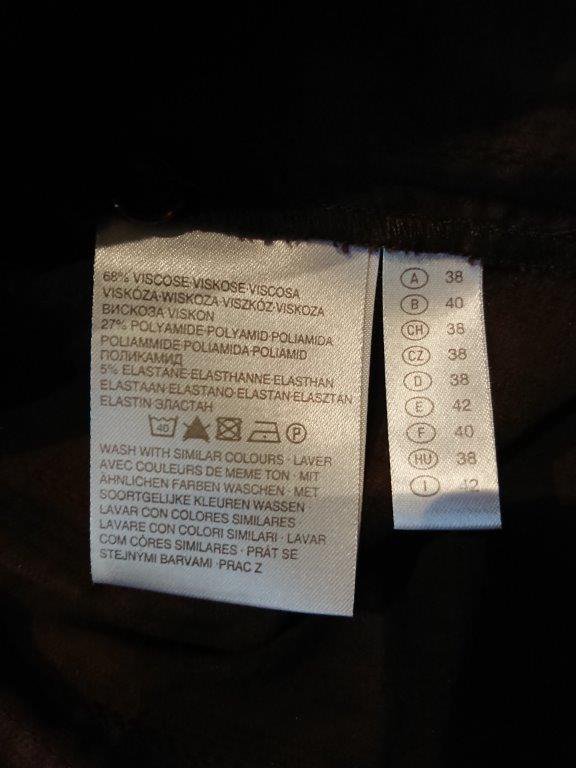 68% VISCOSE·VISKOSE·VISCOSA
VISKÓZA·WISKOZA·VISZKÓZ·VISKOZA
ВИСКОЗА VISKON
27% POLYAMIDE·POLYAMID·POLIAMIDA
POLIAMMIDE·POLIAMIDA·POLIAMID
ПОЛИКАМИД
5% ELASTANE·ELASTHANNE·ELASTHAN
ELASTAAN·ELASTANO·ELASTAN·ELASZTAN
ELASTIN·ЭЛАСТАН
40 P
WASH WITH SIMILAR COLOURS · LAVER
AVEC COULEURS DE MEME TON · MIT
ÄHNLICHEN FARBEN WASCHEN · MET
SOORTGELIJKE KLEUREN WASSEN
LAVAR CON COLORES SIMILARES
LAVARE CON COLORI SIMILARI · LAVAR
COM CÔRES SIMILARES · PRÁT SE
STEJNYMI BARVAMI · PRAC Z
A 38
B 40
CH 38
CZ 38
D 38
E 42
F 40
HU 38
I 42